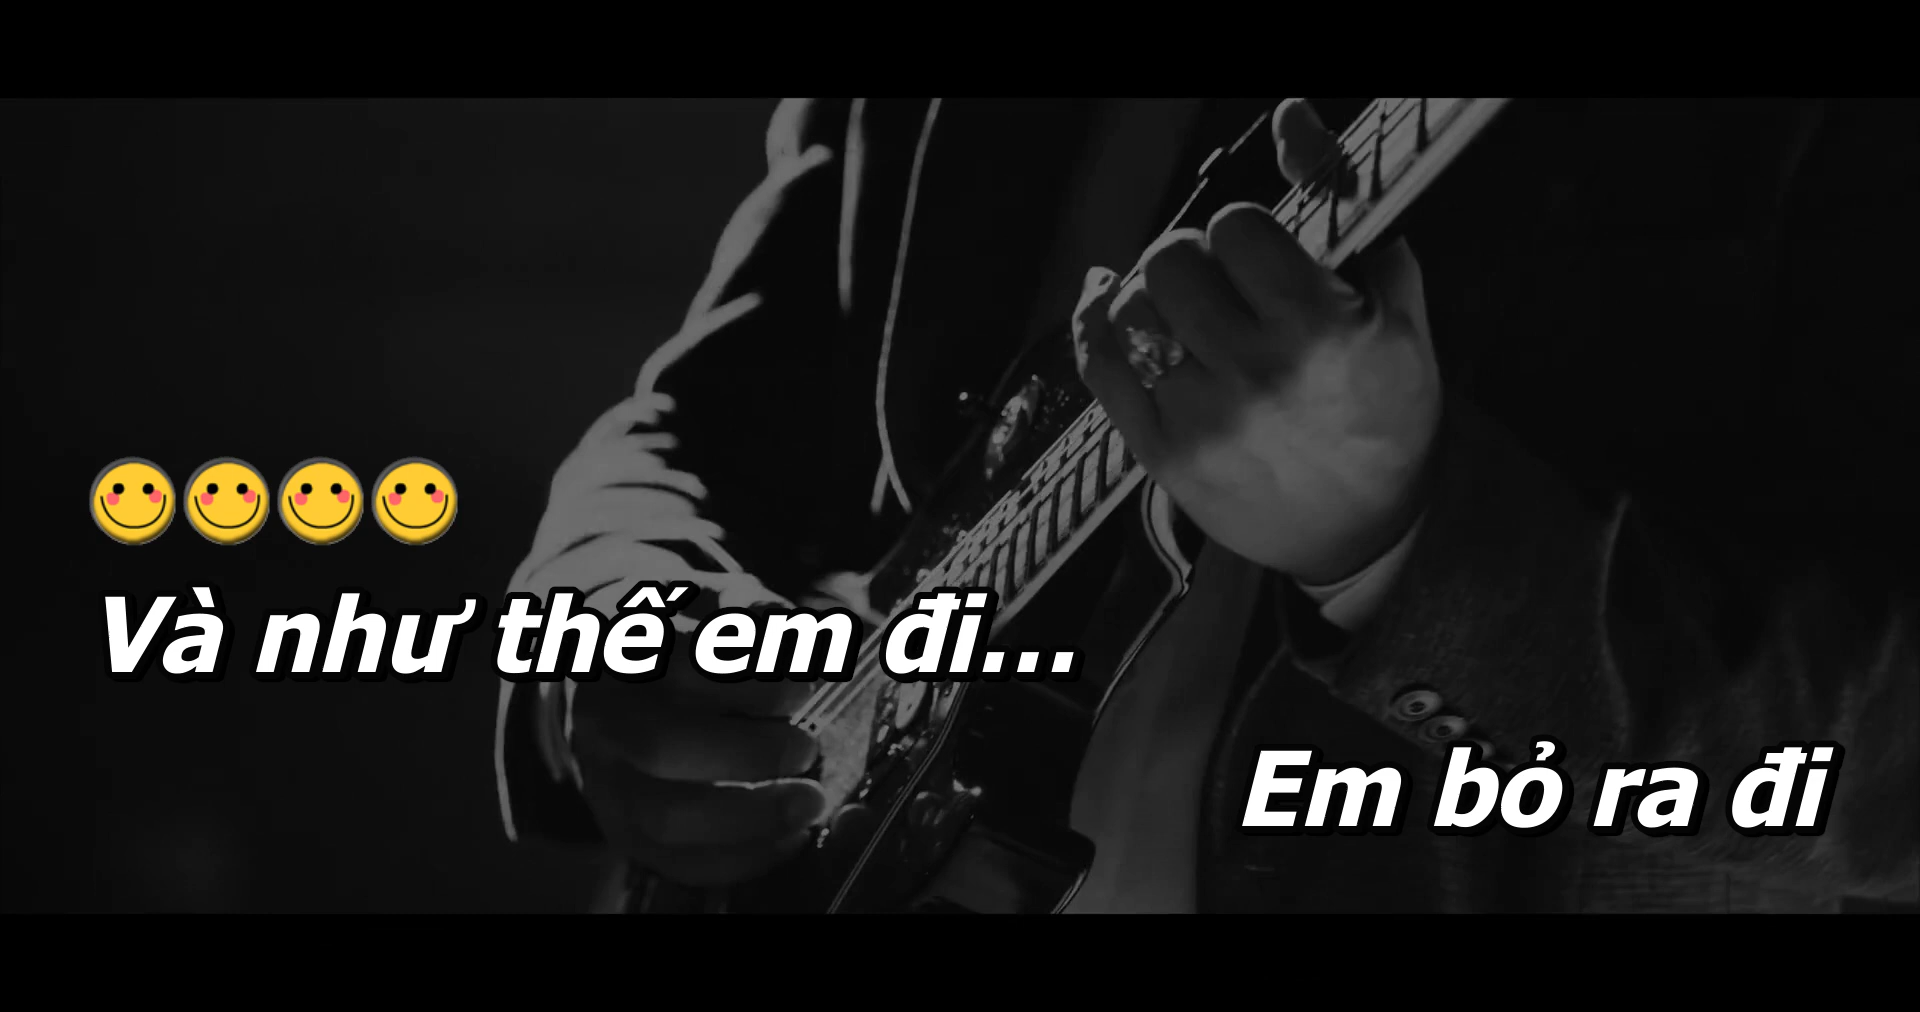 Và như thế em đi...
Em bỏ ra đi